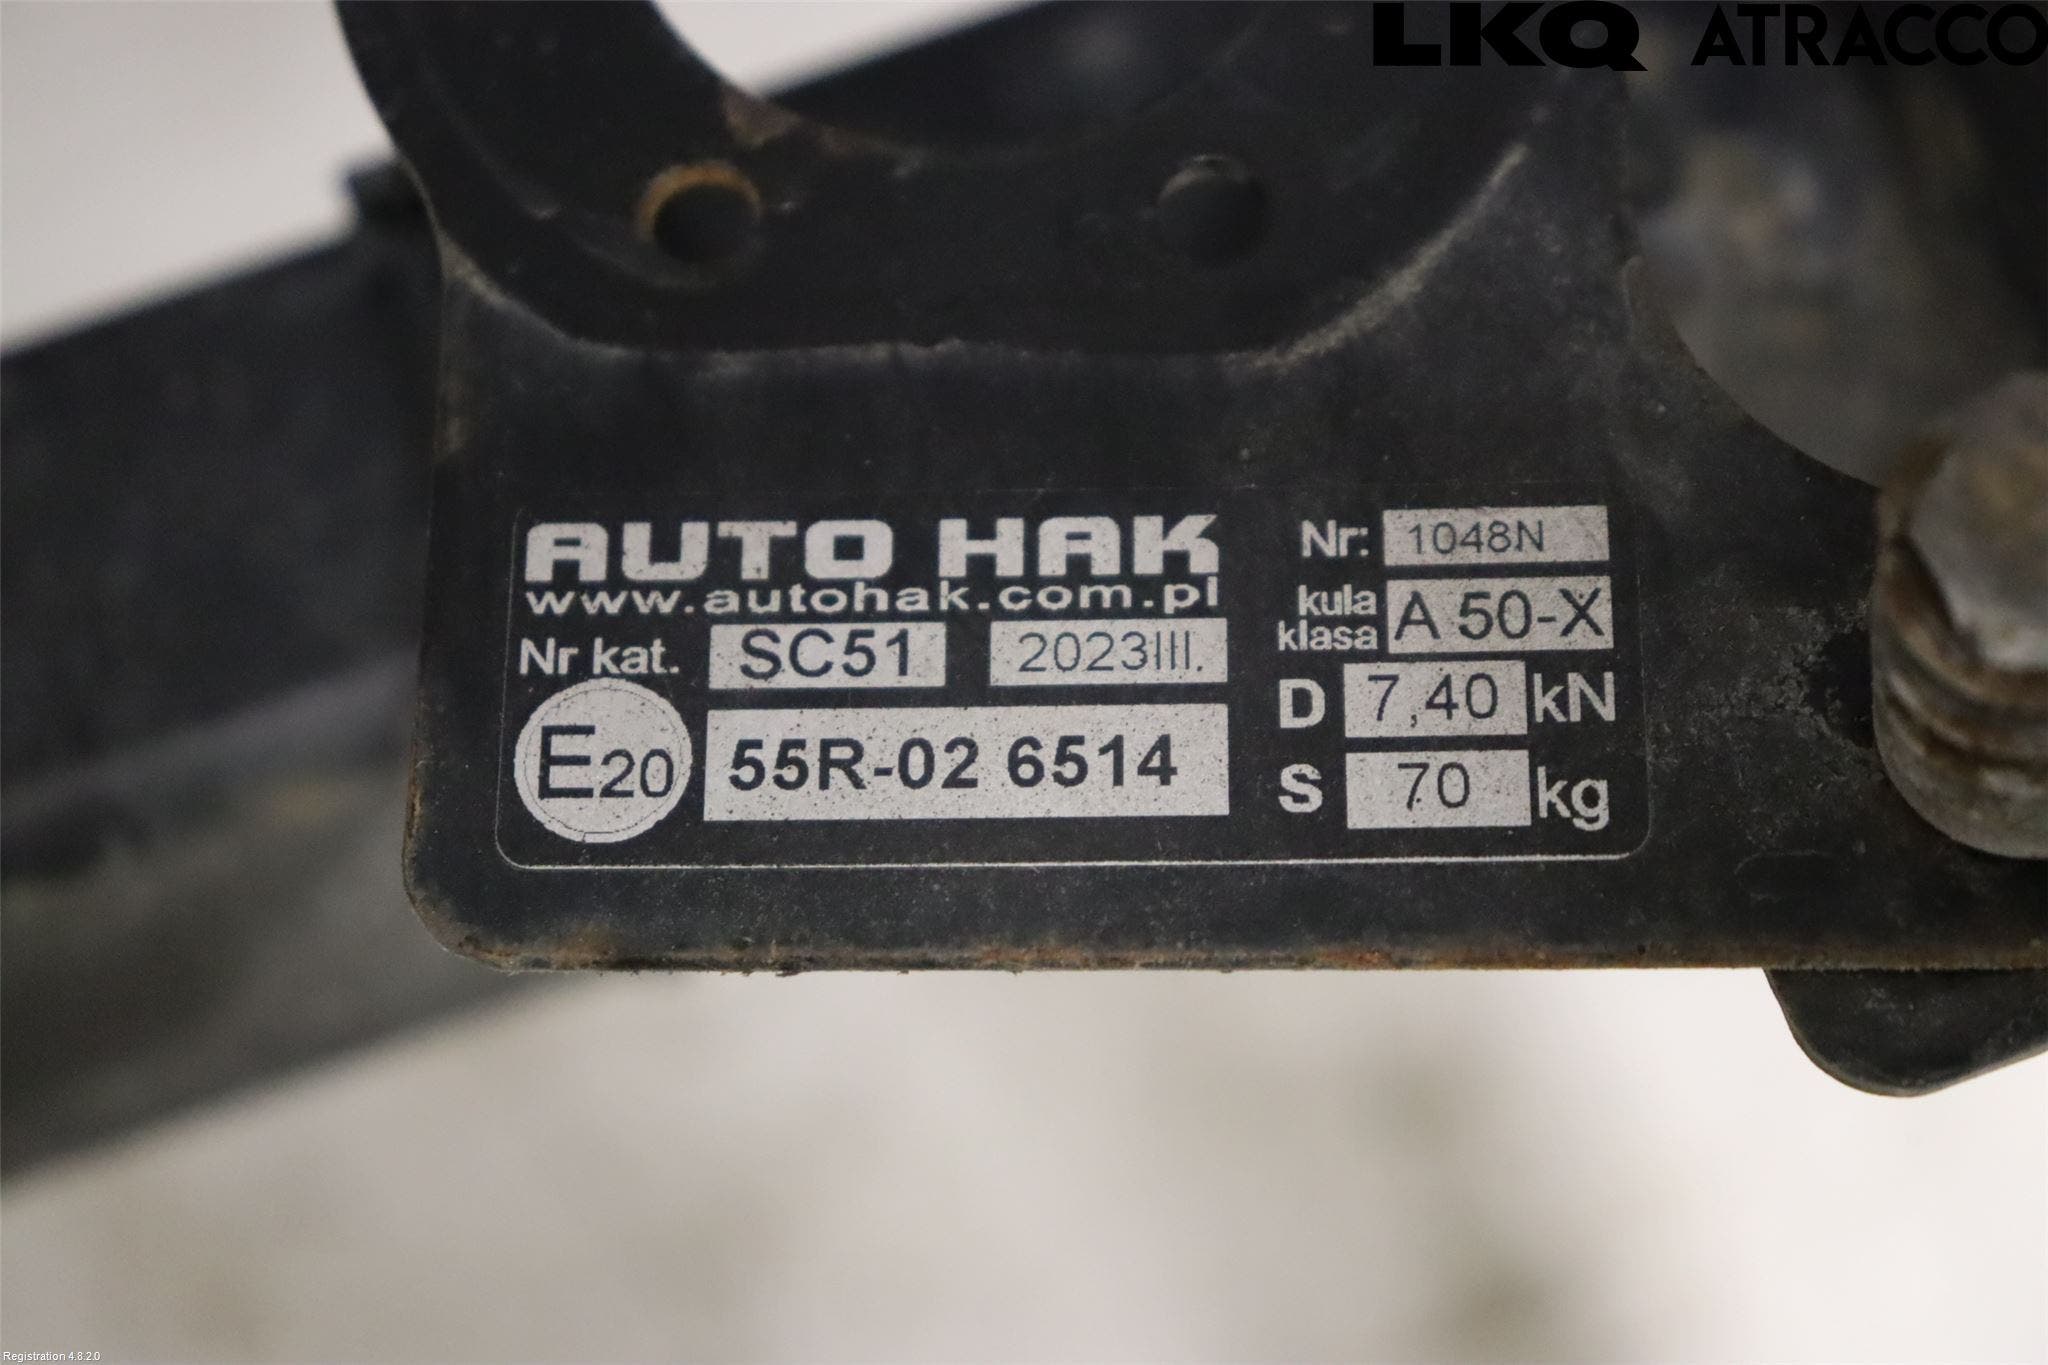 LKQ ATRACCO
AUTO HAK
www.autohak.com.pl
Nr kat. SC51 2023III.
E20 55R-02 6514
Nr: 1048N
kula klasa A 50-X
D 7,40 kN
S 70 kg
Registration 4.8.2.0